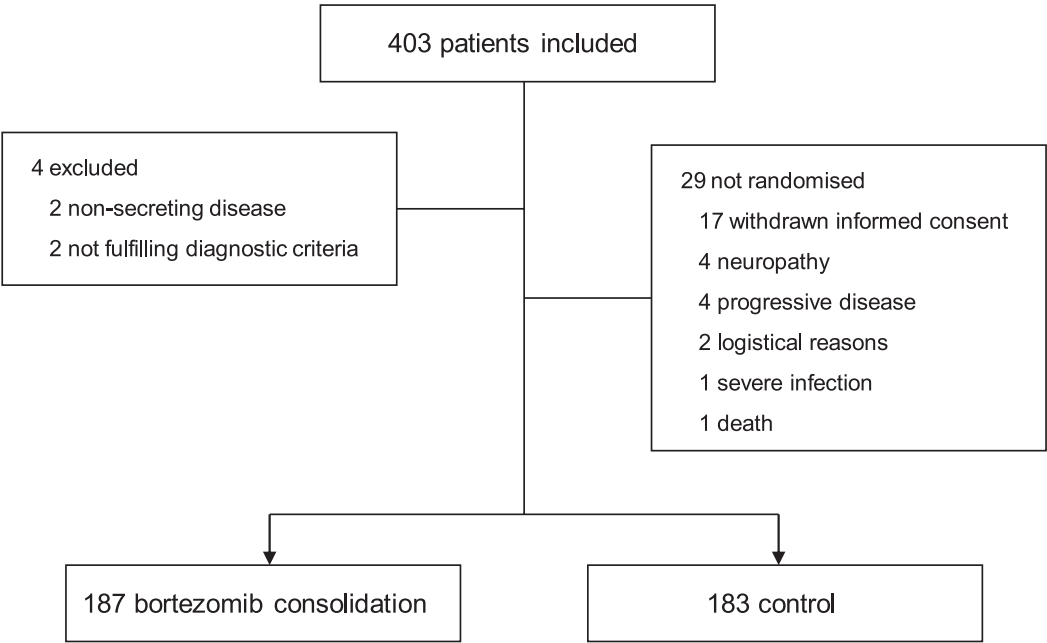 403 patients included
4 excluded
2 non-secreting disease
2 not fulfilling diagnostic criteria
29 not randomised
17 withdrawn informed consent
4 neuropathy
4 progressive disease
2 logistical reasons
1 severe infection
1 death
187 bortezomib consolidation
183 control